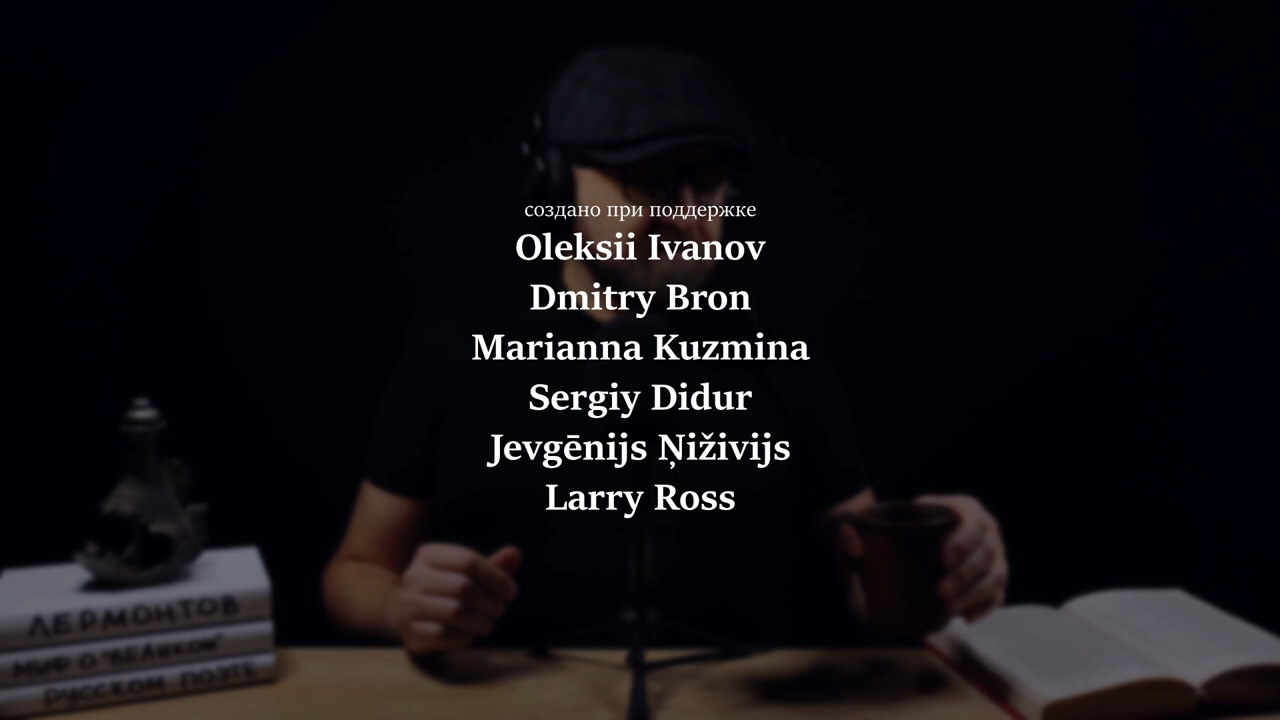 создано при поддержке
Oleksii Ivanov
Dmitry Bron
Marianna Kuzmina
Sergiy Didur
Jevgēnijs Ņiživijs
Larry Ross
ЛЕРМОНТОВ
МИФ О "ВЕЛИКОМ"
РУССКОМ ПОЭТЕ